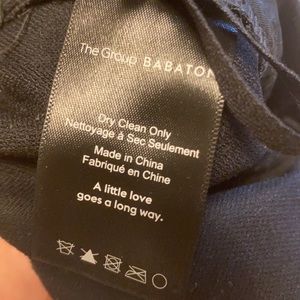 The Group BABATON
Dry Clean Only
Nettoyage à Sec Seulement
Made in China
Fabriqué en Chine
A little love
goes a long way.